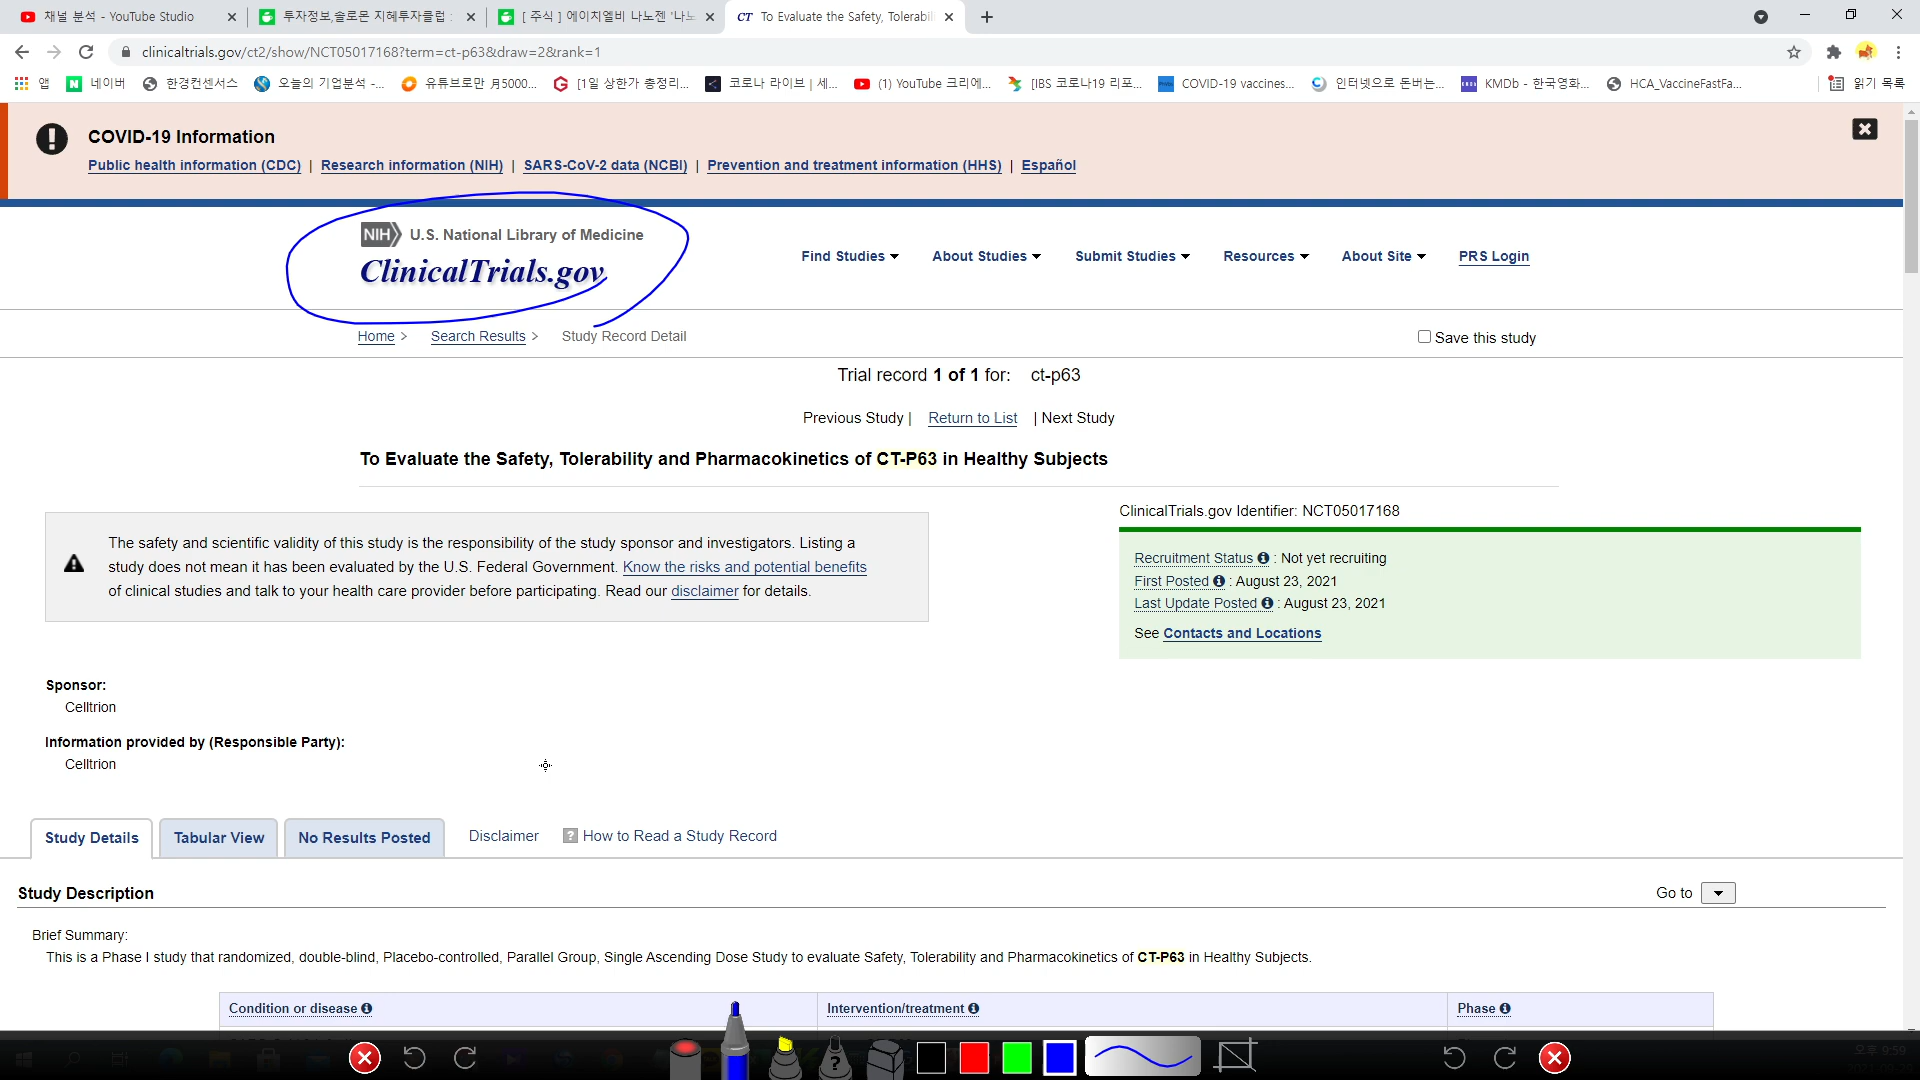 채널 분석 - YouTube Studio
투자정보,솔로몬 지혜투자클럽 :
[ 주식 ] 에이치엘비 나노젠 '나노
CT To Evaluate the Safety, Tolerabili
clinicaltrials.gov/ct2/show/NCT05017168?term=ct-p63&draw=2&rank=1
앱 네이버 한경컨센서스 오늘의 기업분석 -... 유튜브로만 月5000... [1일 상한가 총정리... 코로나 라이브 | 세... (1) YouTube 크리에... [IBS 코로나19 리포... COVID-19 vaccines... 인터넷으로 돈버는... KMDb - 한국영화... HCA_VaccineFastFa... 읽기 목록
COVID-19 Information
Public health information (CDC) | Research information (NIH) | SARS-CoV-2 data (NCBI) | Prevention and treatment information (HHS) | Español
NIH U.S. National Library of Medicine
ClinicalTrials.gov
Find Studies About Studies Submit Studies Resources About Site PRS Login
Home > Search Results > Study Record Detail
Save this study
Trial record 1 of 1 for: ct-p63
Previous Study | Return to List | Next Study
To Evaluate the Safety, Tolerability and Pharmacokinetics of CT-P63 in Healthy Subjects
The safety and scientific validity of this study is the responsibility of the study sponsor and investigators. Listing a
study does not mean it has been evaluated by the U.S. Federal Government. Know the risks and potential benefits
of clinical studies and talk to your health care provider before participating. Read our disclaimer for details.
ClinicalTrials.gov Identifier: NCT05017168
Recruitment Status : Not yet recruiting
First Posted : August 23, 2021
Last Update Posted : August 23, 2021
See Contacts and Locations
Sponsor:
Celltrion
Information provided by (Responsible Party):
Celltrion
Study Details Tabular View No Results Posted Disclaimer ? How to Read a Study Record
Study Description
Go to
Brief Summary:
This is a Phase I study that randomized, double-blind, Placebo-controlled, Parallel Group, Single Ascending Dose Study to evaluate Safety, Tolerability and Pharmacokinetics of CT-P63 in Healthy Subjects.
Condition or disease Intervention/treatment Phase
오후 9:59